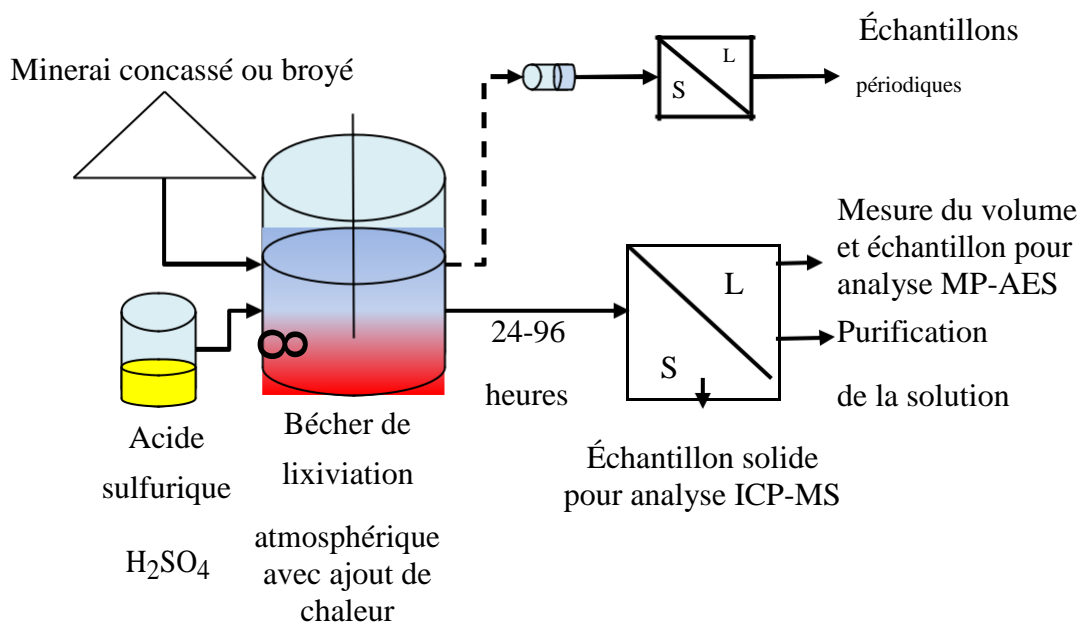 Minerai concassé ou broyé
Échantillons
périodiques
L
S
Mesure du volume
et échantillon pour
analyse MP-AES
L
S
24-96
heures
Purification
de la solution
Acide
sulfurique
H₂SO₄
Bécher de
lixiviation
atmosphérique
avec ajout de
chaleur
Échantillon solide
pour analyse ICP-MS